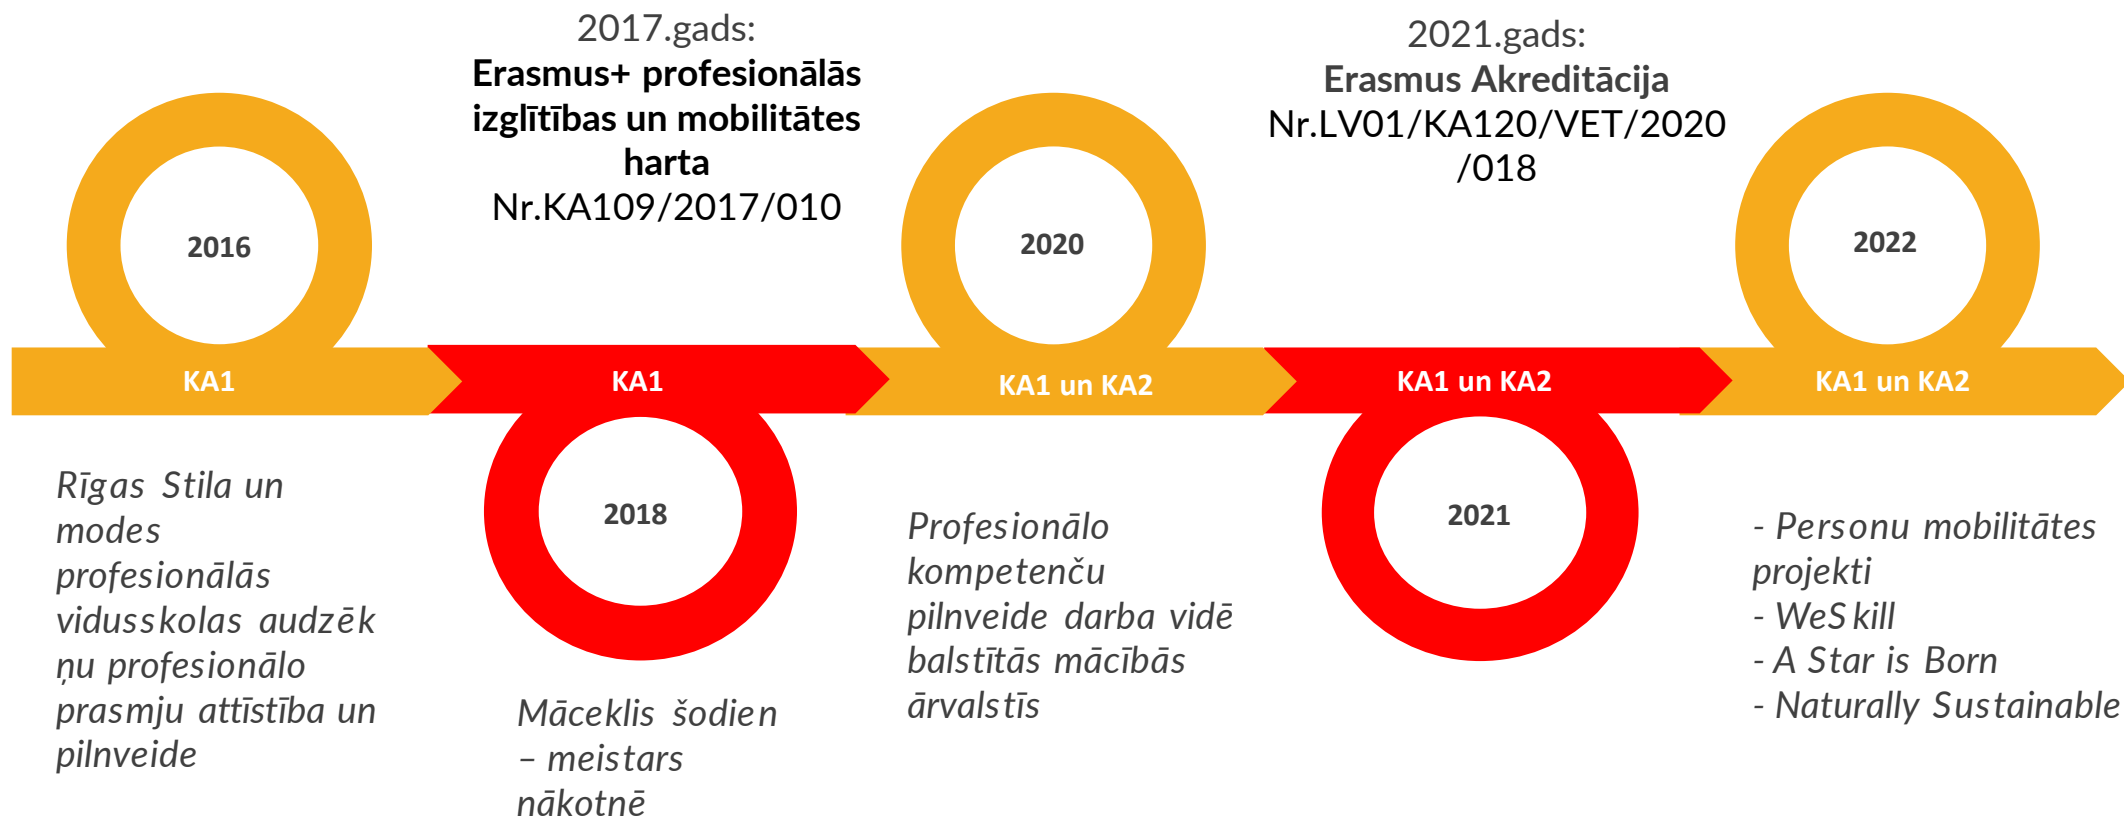 2017.gads:
Erasmus+ profesionālās
izglītības un mobilitātes
harta
Nr.KA109/2017/010
2021.gads:
Erasmus Akreditācija
Nr.LV01/KA120/VET/2020
/018
2016
2020
2022
KA1
KA1
KA1 un KA2
KA1 un KA2
KA1 un KA2
2018
2021
Rīgas Stila un
modes
profesionālās
vidusskolas audzēk
ņu profesionālo
prasmju attīstība un
pilnveide
Māceklis šodien
– meistars
nākotnē
Profesionālo
kompetenču
pilnveide darba vidē
balstītās mācībās
ārvalstīs
- Personu mobilitātes
projekti
- WeSkill
- A Star is Born
- Naturally Sustainable